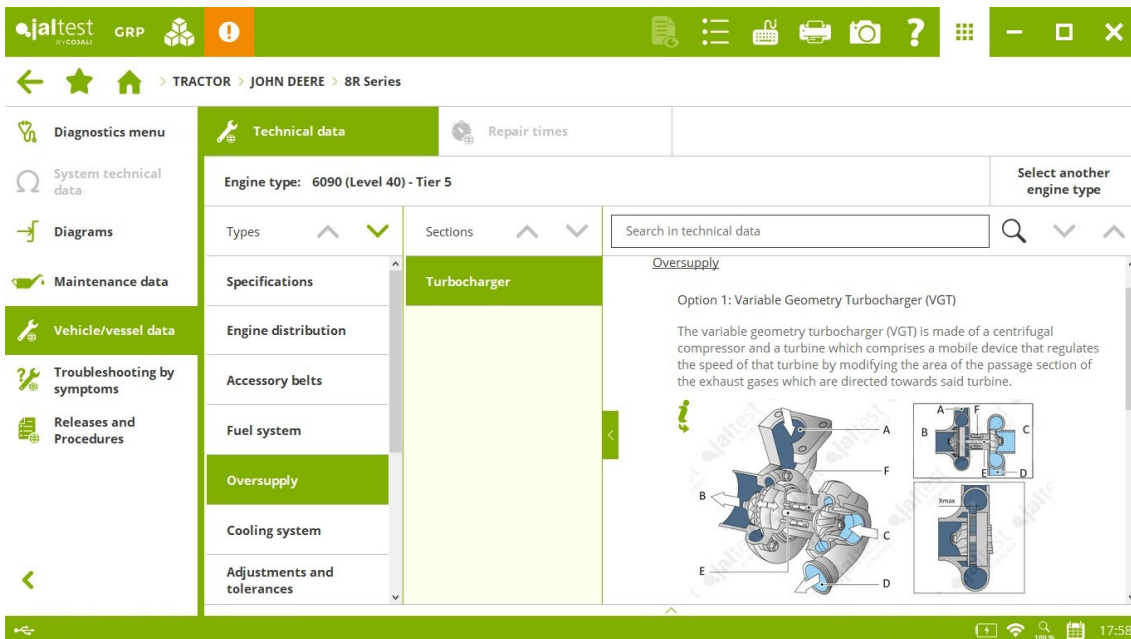 jaltest
BY COJALI
GRP
?
> TRACTOR > JOHN DEERE > 8R Series
Diagnostics menu
System technical
data
Diagrams
Maintenance data
Vehicle/vessel data
Troubleshooting by
symptoms
Releases and
Procedures
Technical data
Repair times
Engine type: 6090 (Level 40) - Tier 5
Select another
engine type
Types
Sections
Search in technical data
Specifications
Engine distribution
Accessory belts
Fuel system
Oversupply
Cooling system
Adjustments and
tolerances
Turbocharger
Oversupply
Option 1: Variable Geometry Turbocharger (VGT)
The variable geometry turbocharger (VGT) is made of a centrifugal
compressor and a turbine which comprises a mobile device that regulates
the speed of that turbine by modifying the area of the passage section of
the exhaust gases which are directed towards said turbine.
A
F
B
C
E
D
A F
B
C
E
D
Xmax
jaltest
100 %
17:58